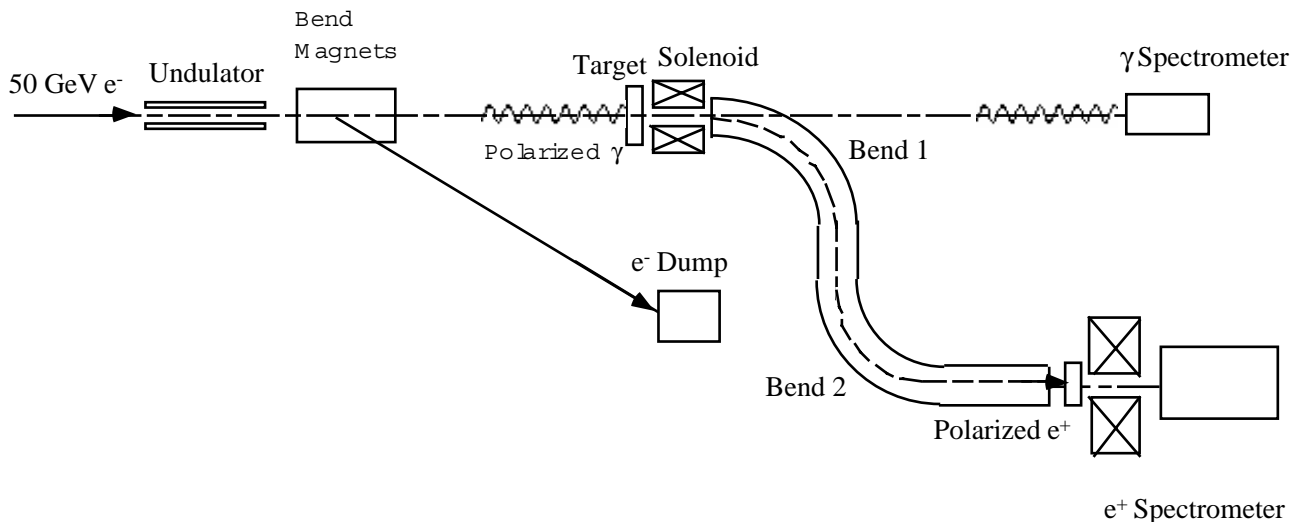 Bend
Magnets
Solenoid
γ Spectrometer
Undulator
Target
50 GeV e-
Polarized γ
Bend 1
e- Dump
Bend 2
Polarized e+
e+ Spectrometer